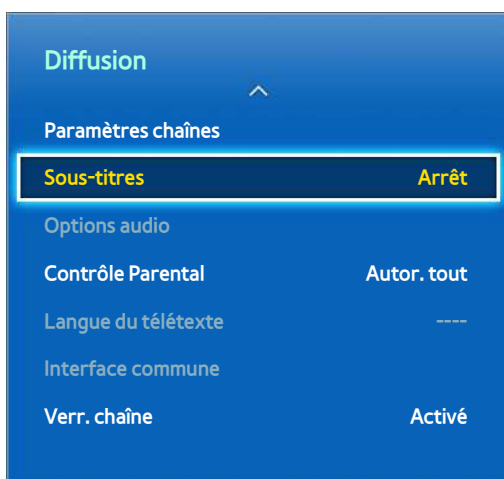 Diffusion
Paramètres chaînes
Sous-titres Arrêt
Options audio
Contrôle Parental Autor. tout
Langue du télétexte ----
Interface commune
Verr. chaîne Activé